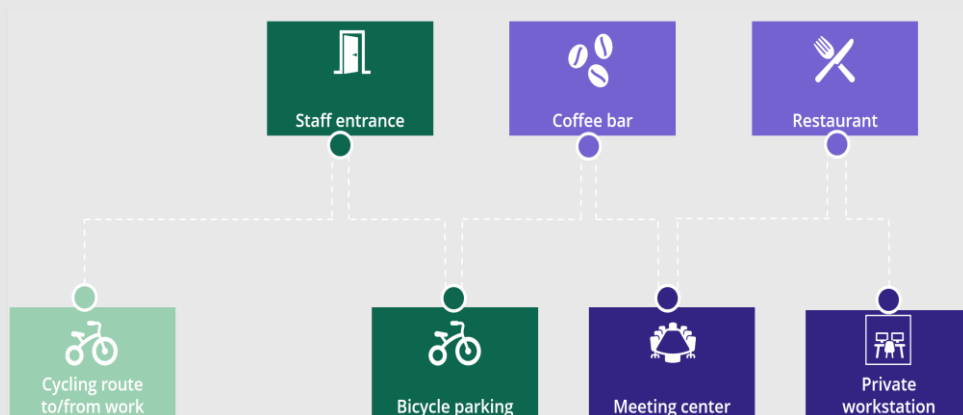 Staff entrance
Coffee bar
Restaurant
Cycling route
to/from work
Bicycle parking
Meeting center
Private
workstation